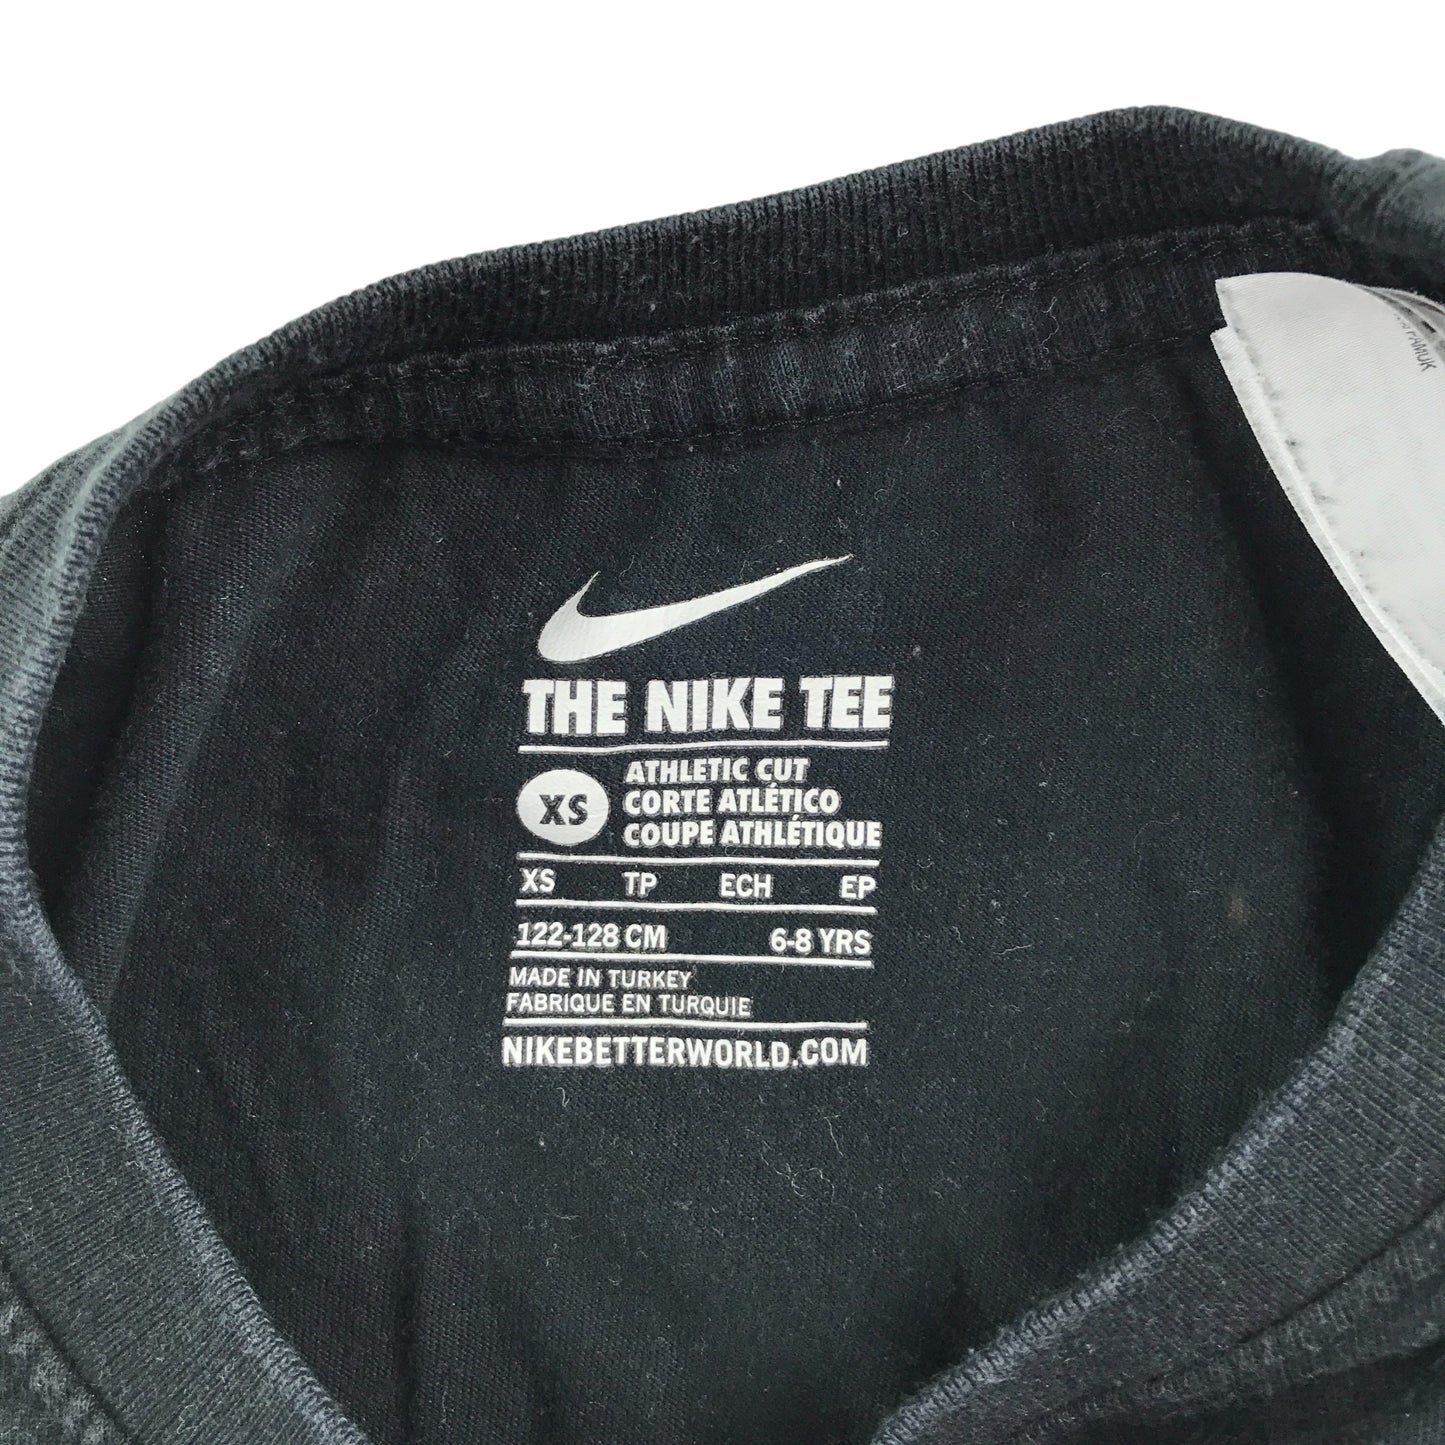 THE NIKE TEE
XS
ATHLETIC CUT
CORTE ATLÉTICO
COUPE ATHLÉTIQUE
XS TP ECH EP
122-128 CM 6-8 YRS
MADE IN TURKEY
FABRIQUE EN TURQUIE
NIKEBETTERWORLD.COM